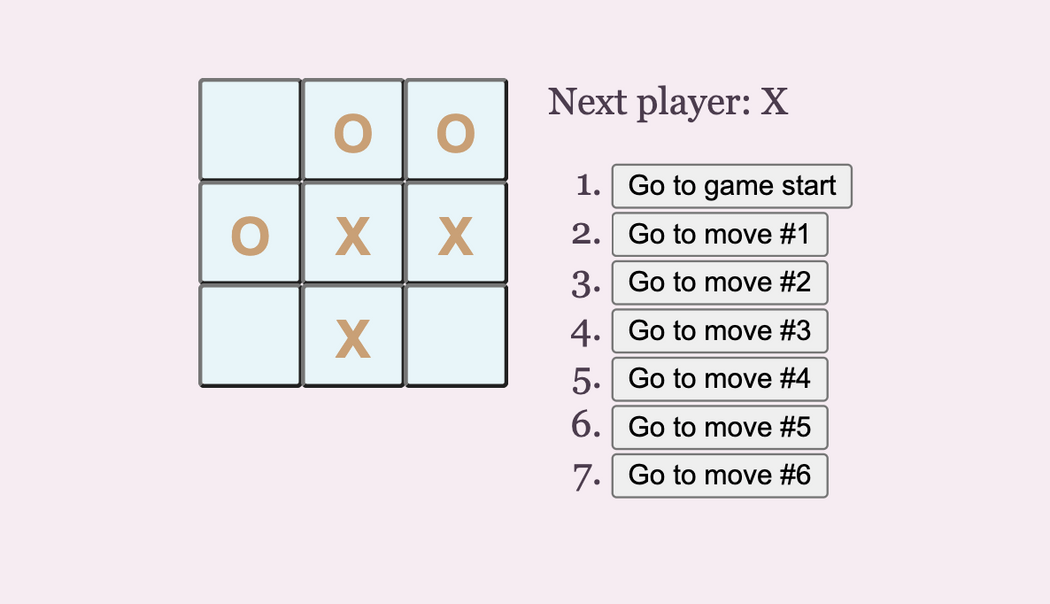 O O
O X X
X
Next player: X
1. Go to game start
2. Go to move #1
3. Go to move #2
4. Go to move #3
5. Go to move #4
6. Go to move #5
7. Go to move #6